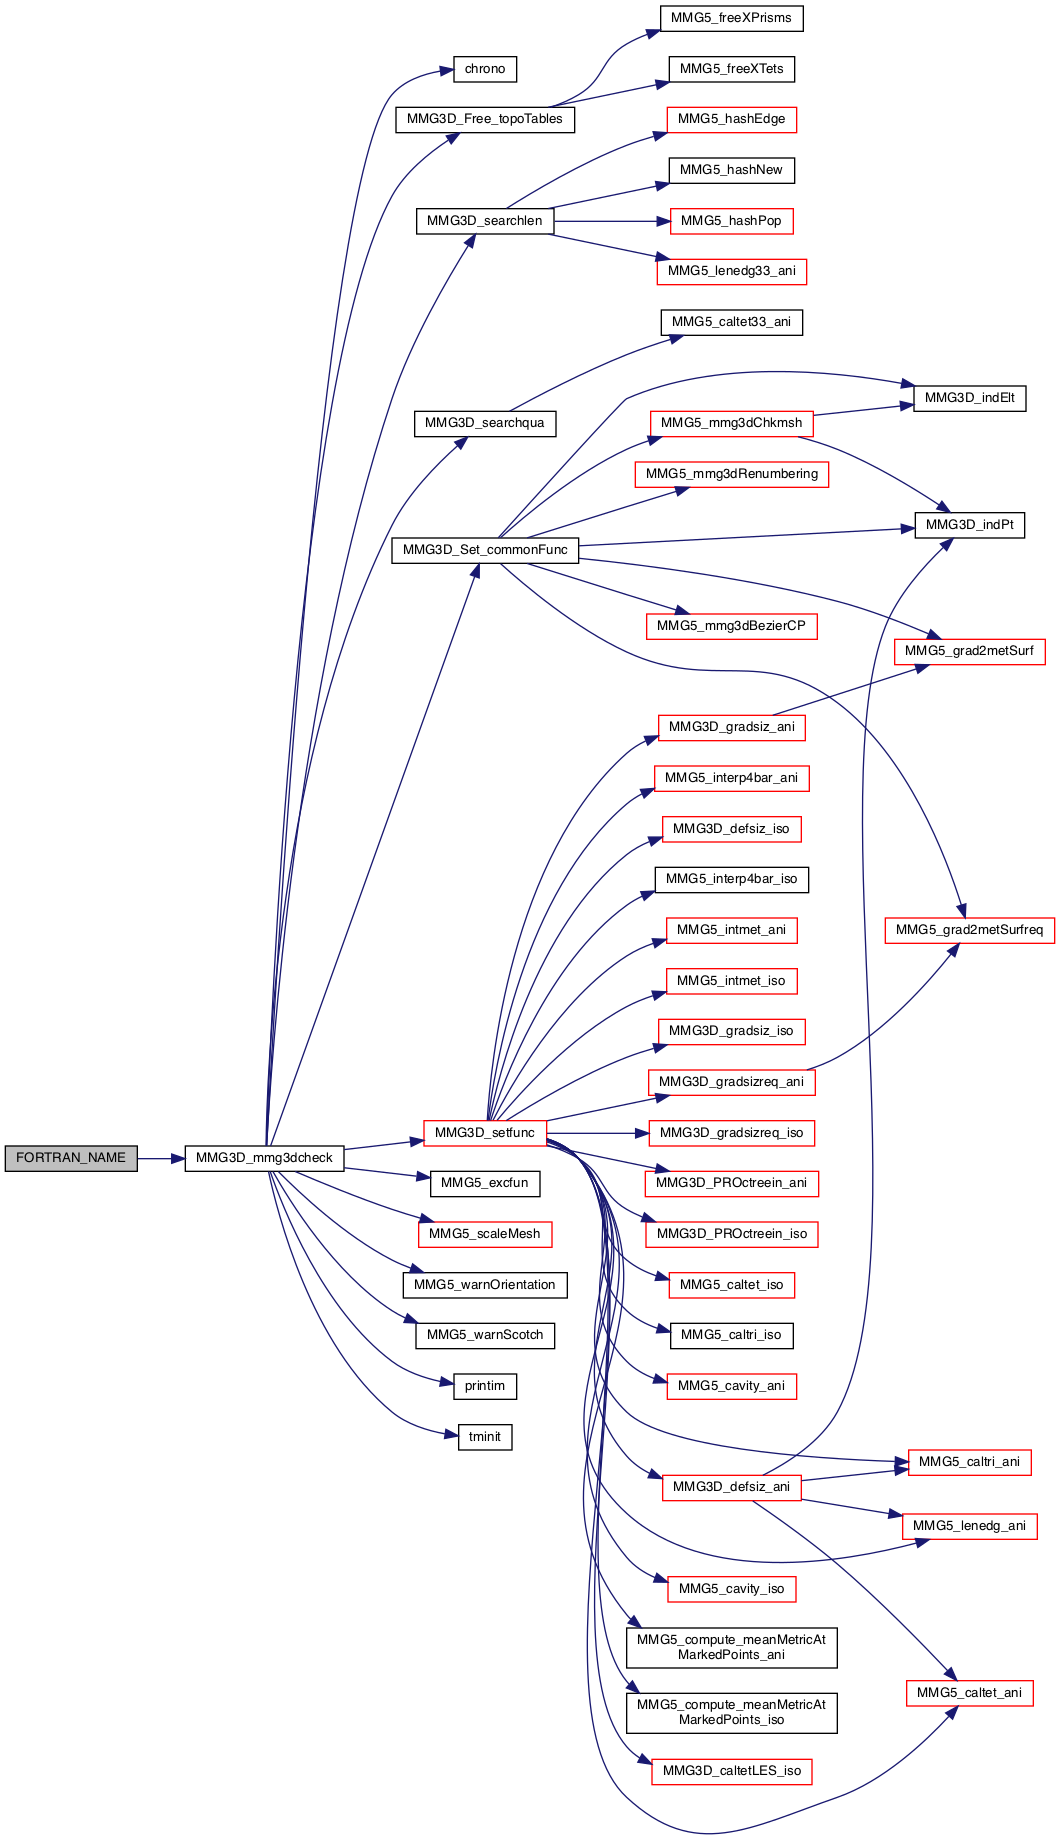 MMG5_freeXPrisms
chrono
MMG5_freeXTets
MMG3D_Free_topoTables
MMG5_hashEdge
MMG5_hashNew
MMG3D_searchlen
MMG5_hashPop
MMG5_lenedg33_ani
MMG5_caltet33_ani
MMG3D_indElt
MMG3D_searchqua
MMG5_mmg3dChkmsh
MMG5_mmg3dRenumbering
MMG3D_indPt
MMG3D_Set_commonFunc
MMG5_mmg3dBezierCP
MMG5_grad2metSurf
MMG3D_gradsiz_ani
MMG5_interp4bar_ani
MMG3D_defsiz_iso
MMG5_interp4bar_iso
MMG5_intmet_ani
MMG5_grad2metSurfreq
MMG5_intmet_iso
MMG3D_gradsiz_iso
MMG3D_gradsizreq_ani
MMG3D_setfunc
MMG3D_gradsizreq_iso
FORTRAN_NAME
MMG3D_mmg3dcheck
MMG5_excfun
MMG3D_PROctreein_ani
MMG5_scaleMesh
MMG3D_PROctreein_iso
MMG5_warnOrientation
MMG5_caltet_iso
MMG5_warnScotch
MMG5_caltri_iso
printim
MMG5_cavity_ani
tminit
MMG5_caltri_ani
MMG3D_defsiz_ani
MMG5_lenedg_ani
MMG5_cavity_iso
MMG5_compute_meanMetricAt
MarkedPoints_ani
MMG5_caltet_ani
MMG5_compute_meanMetricAt
MarkedPoints_iso
MMG3D_caltetLES_iso